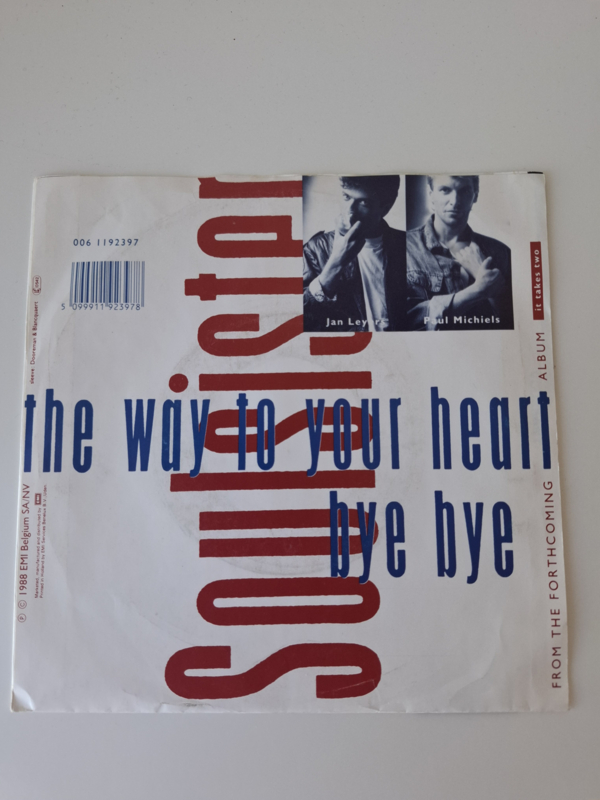 006 1192397
5 099911 923978
Soulsister
Jan Leyers
Paul Michiels
the way to your heart
bye bye
FROM THE FORTHCOMING ALBUM it takes two
Ⓟ © 1988 EMI Belgium SA/NV
EMI